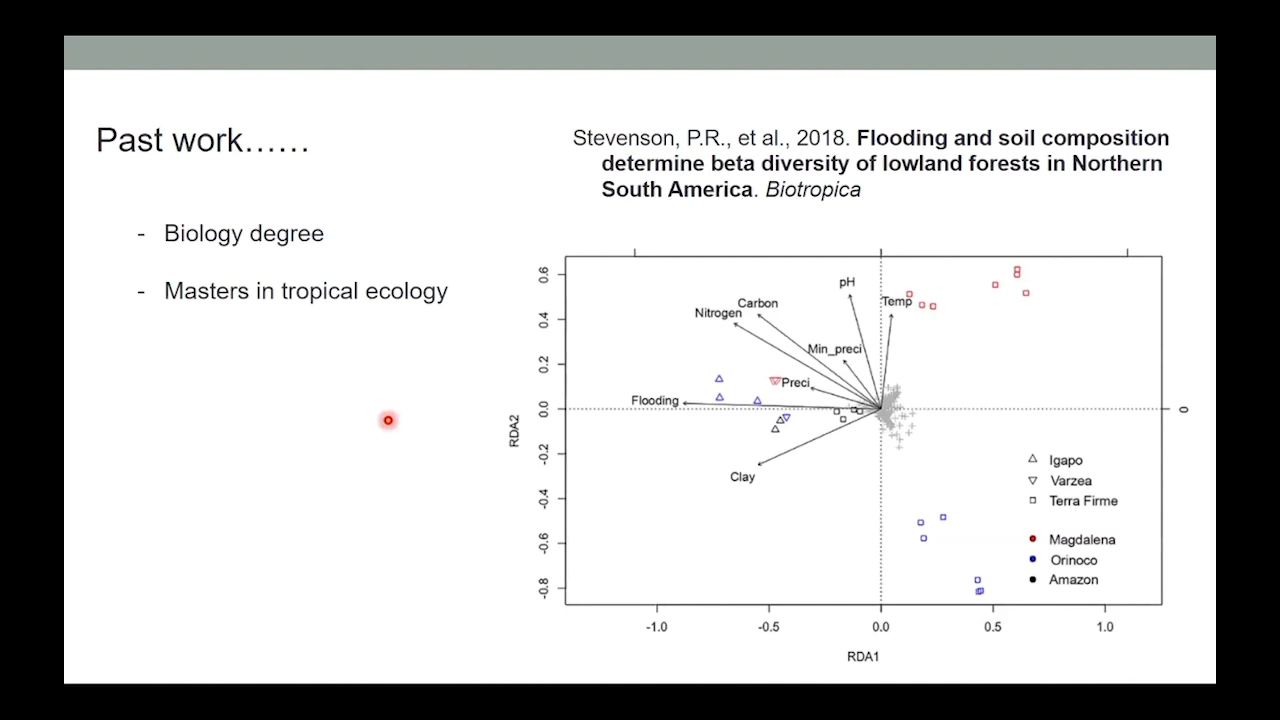 Past work......
- Biology degree
- Masters in tropical ecology
Stevenson, P.R., et al., 2018. Flooding and soil composition
determine beta diversity of lowland forests in Northern
South America. Biotropica
0.6
0.4
0.2
0.0
-0.2
-0.4
-0.6
-0.8
RDA2
pH
Temp
Carbon
Nitrogen
Min_preci
Preci
Flooding
Clay
0
Igapo
Varzea
Terra Firme
Magdalena
Orinoco
Amazon
-1.0
-0.5
0.0
0.5
1.0
RDA1